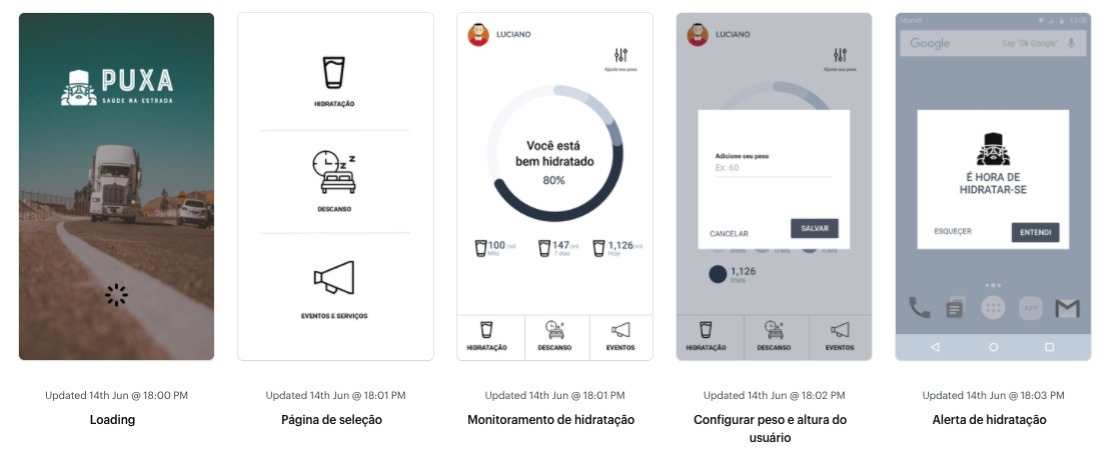 PUXA
SAÚDE NA ESTRADA
Updated 14th Jun @ 18:00 PM
Loading
HIDRATAÇÃO
z z
DESCANSO
EVENTOS E SERVIÇOS
Updated 14th Jun @ 18:01 PM
Página de seleção
LUCIANO
Ajuste seu peso
Você está
bem hidratado
80%
100/ml
Mês
147/ml
7 dias
1,126/ml
Hoje
HIDRATAÇÃO
DESCANSO
EVENTOS
Updated 14th Jun @ 18:01 PM
Monitoramento de hidratação
LUCIANO
Ajuste seu peso
Adicione seu peso
Ex: 60
CANCELAR
SALVAR
mes
mes
mes
1,126
mes
HIDRATAÇÃO
DESCANSO
EVENTOS
Updated 14th Jun @ 18:02 PM
Configurar peso e altura do
usuário
Marvel
13:00
Google
Say "Ok Google"
É HORA DE
HIDRATAR-SE
ESQUEÇER
ENTENDI
APP
Updated 14th Jun @ 18:03 PM
Alerta de hidratação